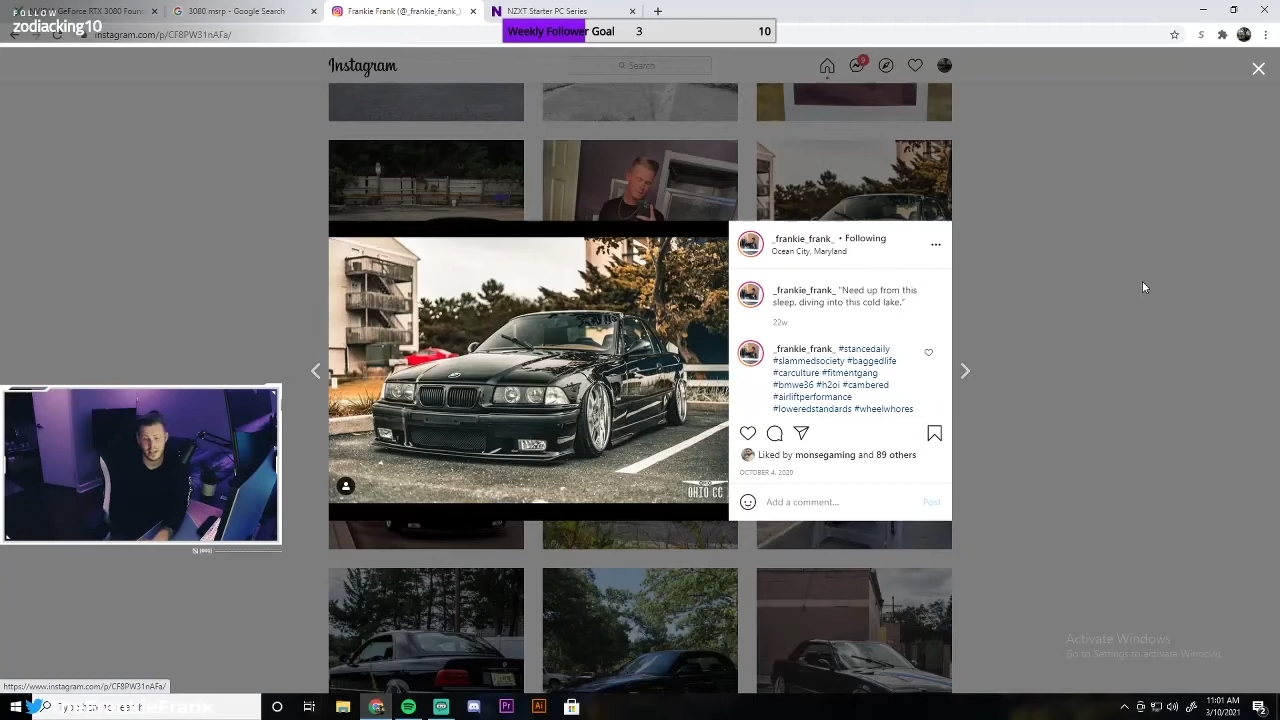 FOLLOW
zodiacking10
GeForce RTX 3080 Foun
3080 msrp - Google Search
Frankie Frank (@_frankie_frank_)
NZXT Starter PC Series
Weekly Follower Goal 3 10
instagram.com/p/CF8PW31nAFa/
Instagram
Search
9
_frankie_frank_ • Following
Ocean City, Maryland
_frankie_frank_ "Need up from this
sleep, diving into this cold lake."
22w
_frankie_frank_ #stancedaily
#slammedsociety #baggedlife
#carculture #fitmentgang
#bmwe36 #h2oi #cambered
#airliftperformance
#loweredstandards #wheelwhores
Liked by monsegaming and 89 others
OCTOBER 4, 2020
Add a comment...
Post
OHIO CC
Activate Windows
Go to Settings to activate Windows.
https://www.instagram.com/p/CF8PW31nAFa/
Frank
11:01 AM
3/10/2021